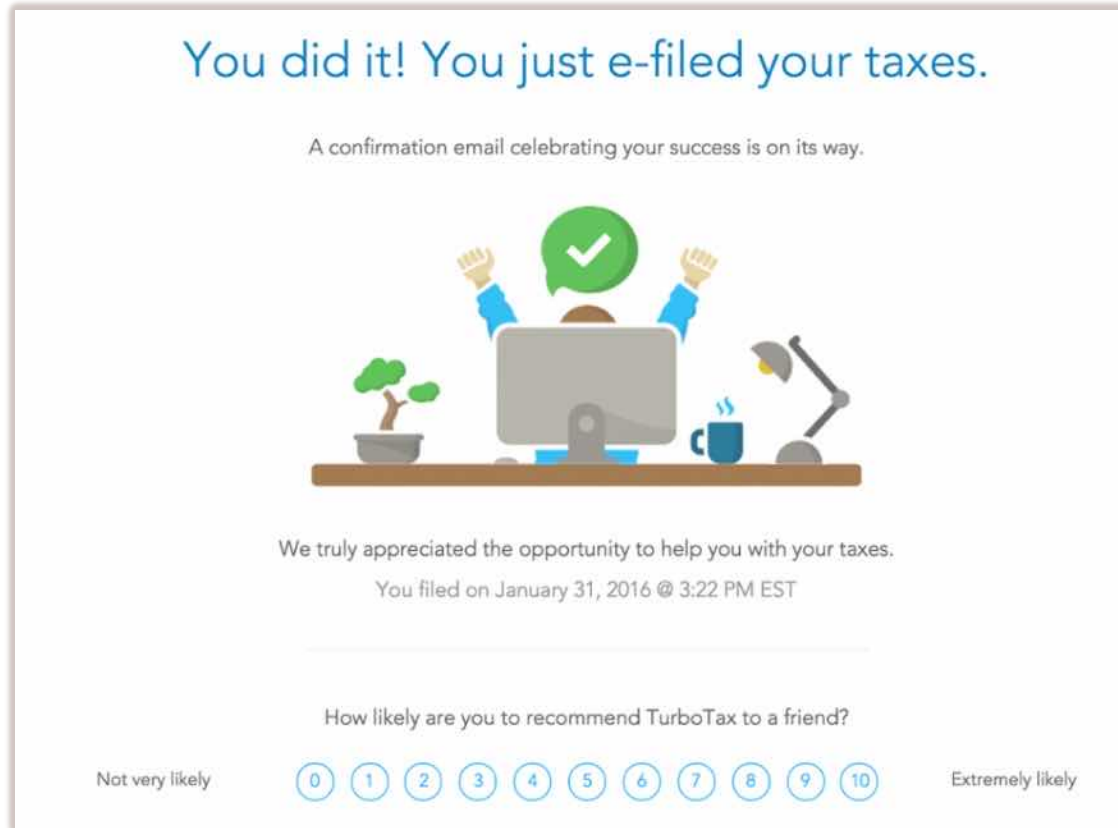 You did it! You just e-filed your taxes.
A confirmation email celebrating your success is on its way.
We truly appreciated the opportunity to help you with your taxes.
You filed on January 31, 2016 @ 3:22 PM EST
How likely are you to recommend TurboTax to a friend?
Not very likely 0 1 2 3 4 5 6 7 8 9 10 Extremely likely